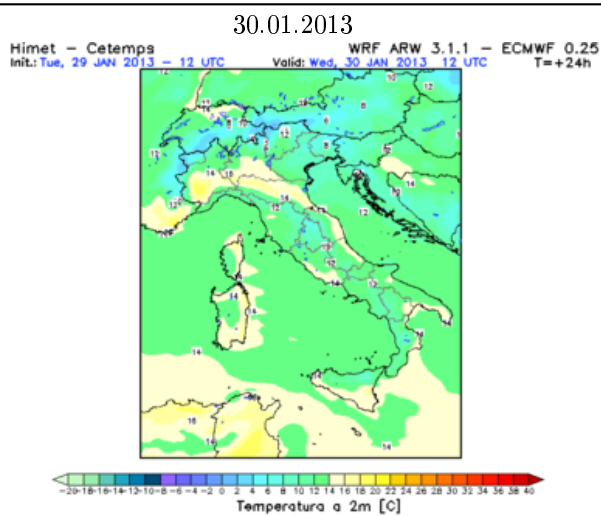 30.01.2013
Himet - Cetemps WRF ARW 3.1.1 - ECMWF 0.25
Init.: Tue, 29 JAN 2013 - 12 UTC Valid: Wed, 30 JAN 2013 12 UTC T=+24h
-20-18-16-14-12-10-8 -6 -4 -2 0 2 4 6 8 10 12 14 16 18 20 22 24 26 28 30 32 34 36 38 40
Temperatura a 2m [C]